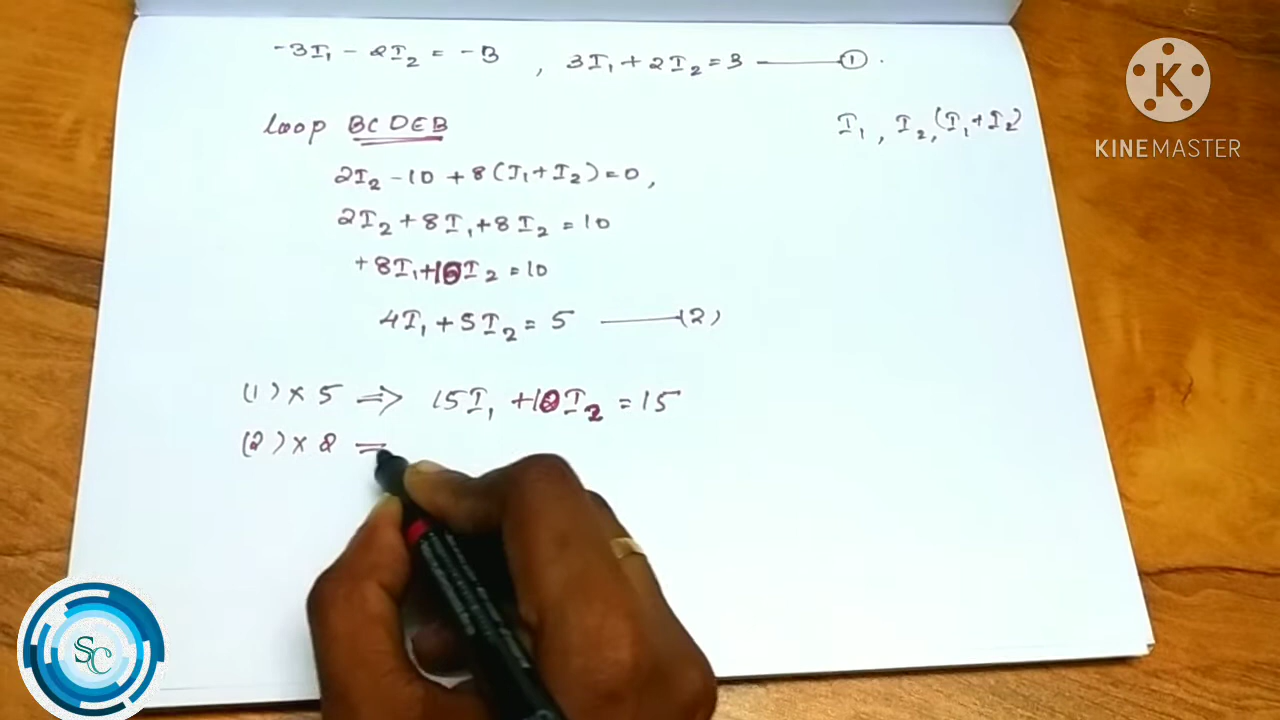 -3I₁ - 2I₂ = -3 , 3I₁ + 2I₂ = 3 —— ① .
I₁ , I₂, (I₁+I₂)
loop BCDEB
2I₂ - 10 + 8(I₁+I₂) = 0,
2I₂ + 8I₁ + 8I₂ = 10
+8I₁ + 10I₂ = 10
4I₁ + 5I₂ = 5 —— (2)
(1) × 5 ⇒ 15I₁ + 10I₂ = 15
(2) × 2 =
K
KINEMASTER
SC